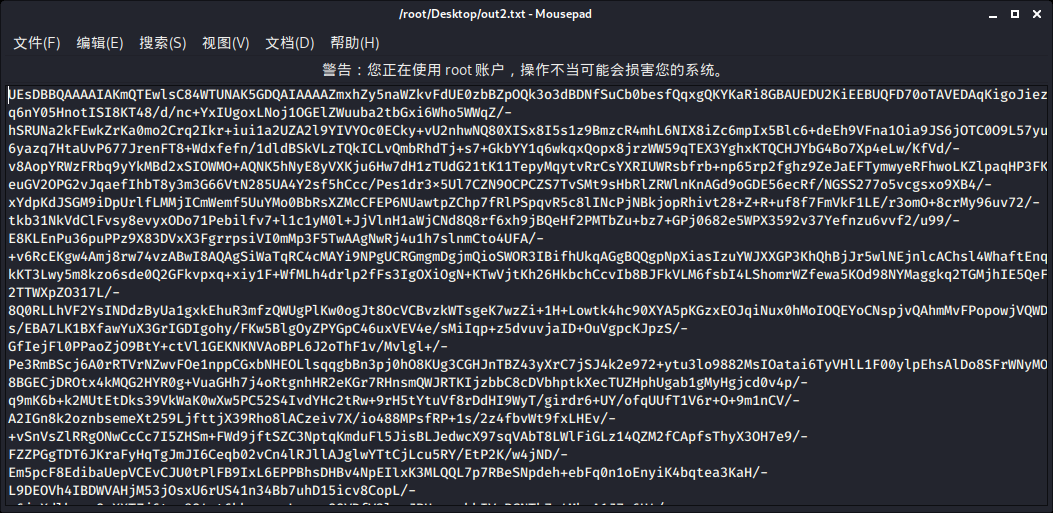 /root/Desktop/out2.txt - Mousepad
文件(F) 编辑(E) 搜索(S) 视图(V) 文档(D) 帮助(H)
警告：您正在使用 root 账户，操作不当可能会损害您的系统。
UEsDBBQAAAAIAKmQTEwlsC84WTUNAK5GDQAIAAAAZmxhZy5naWZkvFdUE0zbBZpOQk3o3dBDNfSuCb0besfQqxgQKYKaRi8GBAUEDU2KiEEBUQFD70oTAVEDAqKigoJiez
q6nY05HnotISI8KT48/d/nc+YxIUgoxLNoj1OGElZWuuba2tbGxi6Who5WWqZ/-
hSRUNa2kFEwkZrKa0mo2Crq2Ikr+iui1a2UZA2l9YIVYOc0ECky+vU2nhwNQ80XISx8I5s1z9BmzcR4mhL6NIX8iZc6mpIx5Blc6+deEh9VFna1Oia9JS6jOTC0O9L57yu
6yazq7HtaUvP677JrenFT8+Wdxfefn/1dldBSkVLzTQkICLvQmbRhdTj+s7+GkbYY1q6wkqxQopx8jrzWW59qTEX3YghxKTQCHJYbG4Bo7Xp4eLw/KfVd/-
v8AopYRWzFRbq9yYkMBd2xSIOWMO+AQNK5hNyE8yVXKju6Hw7dH1zTUdG21tK11TepyMqytvRrCsYXRIUWRsbfrb+np65rp2fghz9ZeJaEFTymwyeRFhwoLKZlpaqHP3FK
euGV2OPG2vJqaefIhbT8y3m3G66VtN285UA4Y2sf5hCcc/Pes1dr3×5Ul7CZN9OCPCZS7TvSMt9sHbRlZRWlnKnAGd9oGDE56ecRf/NGSS277o5vcgsxo9XB4/-
xYdpKdJSGM9iDpUrlfLMMjICmWemf5UuYMo0BbRsXZMcCFEP6NUawtpZChp7fRlPSpqvR5c8lINcPjNBkjopRhivt28+Z+R+uf8f7FmVkF1LE/r3omO+8crMy96uv72/-
tkb31NkVdClFvsy8evyxODo71Pebilfv7+l1c1yM0l+JjVlnH1aWjCNd8Q8rf6xh9jBQeHf2PMTbZu+bz7+GPj0682e5WPX3592v37Yefnzu6vvf2/u99/-
E8KLEnPu36puPPz9X83DVxX3FgrrpsiVI0mMp3F5TwAAgNwRj4u1h7slnmCto4UFA/-
+v6RcEKgw4Amj8rw74vzABwI8AQAgSiWaTqRC4cMAYi9NPgUCRGmgmDgjmQioSWOR3IBifhUkqAGgBQQgpNpXiasIzuYWJXXGP3KhQhBjJr5wlNEjnlcAChsl4WhaftEnq
kKT3Lwy5m8kzo6sde0Q2GFkvpxq+xiy1F+WfMLh4drlp2fFs3IgOXiOgN+KTwVjtKh26HkbchCcvIb8BJFkVLM6fsbI4LShomrWZfewa5KOd98NYMaggkq2TGMjhIE5QeF
2TTWXpZO317L/-
8Q0RLLhVF2YsINDdzByUa1gxkEhuR3mfzQWUgPlKw0ogJt8OcVCBvzkWTsgeK7wzZi+1H+Lowtk4hc90XYA5pKGzxEOJqiNux0hMoIOQEYoCNspjvQAhmMvFPopowjVQWD
s/EBA7LK1BXfawYuX3GrIGDIgohy/FKw5BlgOyZPYGpC46uxVEV4e/sMiIqp+z5dvuvjaID+OuVgpcKJpzS/-
GfIejFl0PPaoZjO9BtY+ctVl1GEKNKNVAoBPL6J2oThF1v/Mvlgl+/-
Pe3RmBScj6A0rRTVrNZwvFOe1nppCGxbNHEOLlsqqgbBn3pj0hO8KUg3CGHJnTBZ43yXrC7jSJ4k2e972+ytu3lo9882MsIOatai6TyVHlL1F00ylpEhsAlDo8SFrWNyMO
8BGECjDROtx4kMQG2HYR0g+VuaGHh7j4oRtgnhHR2eKGr7RHnsmQWJRTKIjzbbC8cDVbhptkXecTUZHphUgab1gMyHgjcd0v4p/-
q9mK6b+k2MUtEtDks39VkWaK0wXw5PC52S4IvdYHc2tRw+9rH5tYtuVf8rDdHI9WyT/girdr6+UY/ofqUUfT1V6r+O+9m1nCV/-
A2IGn8k2oznbsemeXt259LjfttjX39Rho8lACzeiv7X/io488MPsfRP+1s/2z4fbvWt9fxLHEv/-
+vSnVsZlRRgONwCcCc7I5ZHSm+FWd9jftSZC3NptqKmduFl5JisBLJedwcX97sqVAbT8LWlFiGLz14QZM2fCApfsThyX3OH7e9/-
FZZPGgTDT6JKraFyHqTgJmJI6Ceqb02vCn4lRJllAJglwYTtCjLcu5RY/EtP2K/w4jND/-
Em5pcF8EdibaUepVCEvCJU0tPlFB9IxL6EPPBhsDHBv4NpEIlxK3MLQQL7p7RBeSNpdeh+ebFq0n1oEnyiK4bqtea3KaH/-
L9DEOVh4IBDWVAHjM53jOsxU6rUS41n34Bb7uhD15icv8CopL/-